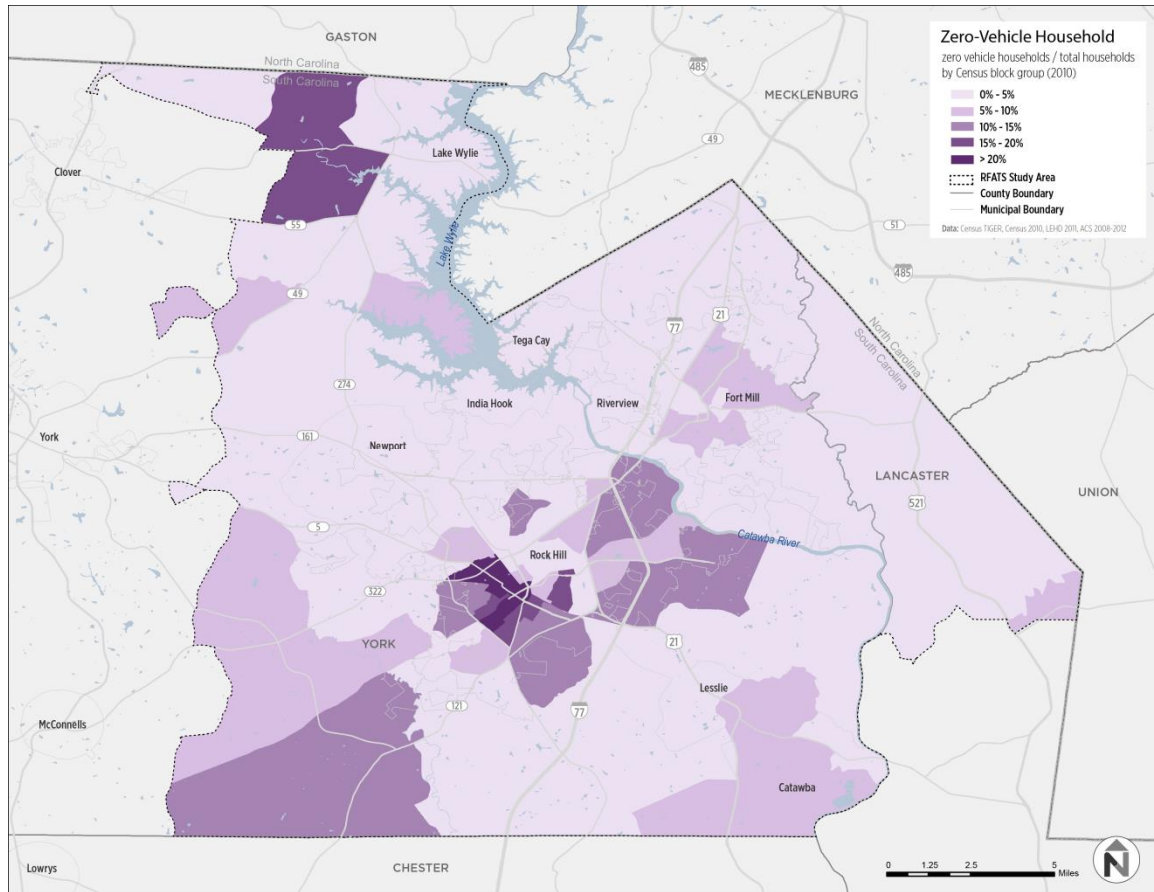 GASTON
North Carolina
South Carolina
485
MECKLENBURG
49
Zero-Vehicle Household
zero vehicle households / total households
by Census block group (2010)
0% - 5%
5% - 10%
10% - 15%
15% - 20%
> 20%
RFATS Study Area
County Boundary
Municipal Boundary
Data: Census TIGER, Census 2010, LEHD 2011, ACS 2008-2012
Lake Wylie
Clover
55
51
Lake Wylie
485
49
21
77
North Carolina
South Carolina
Tega Cay
274
India Hook
Riverview
Fort Mill
York
161
Newport
LANCASTER
521
UNION
5
Catawba River
Rock Hill
322
YORK
21
Lesslie
McConnells
121
77
Catawba
Lowrys
CHESTER
0 1.25 2.5 5
Miles
N